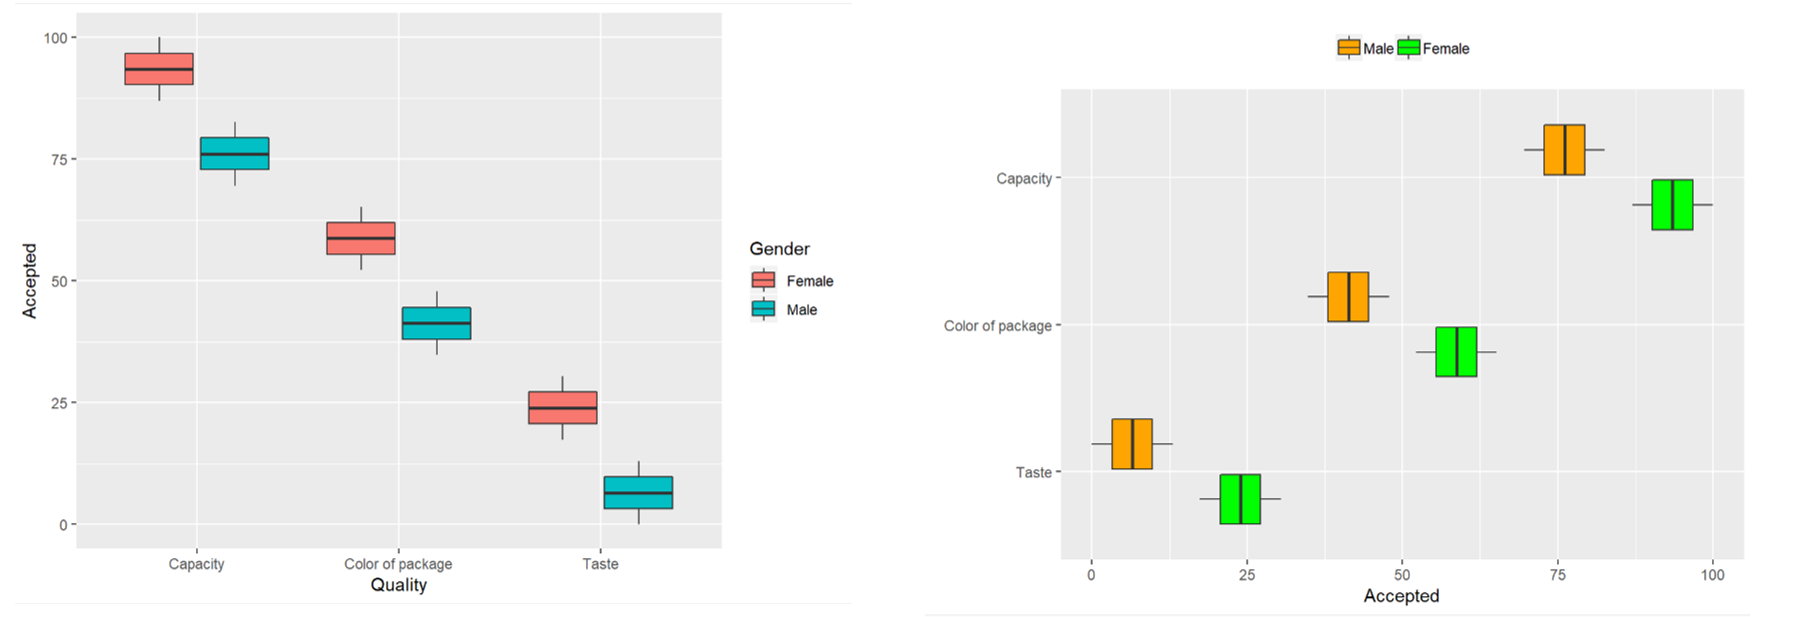 100
75
50
25
0
Accepted
Capacity
Color of package
Taste
Quality
Gender
Female
Male
Male Female
Capacity
Color of package
Taste
0 25 50 75 100
Accepted